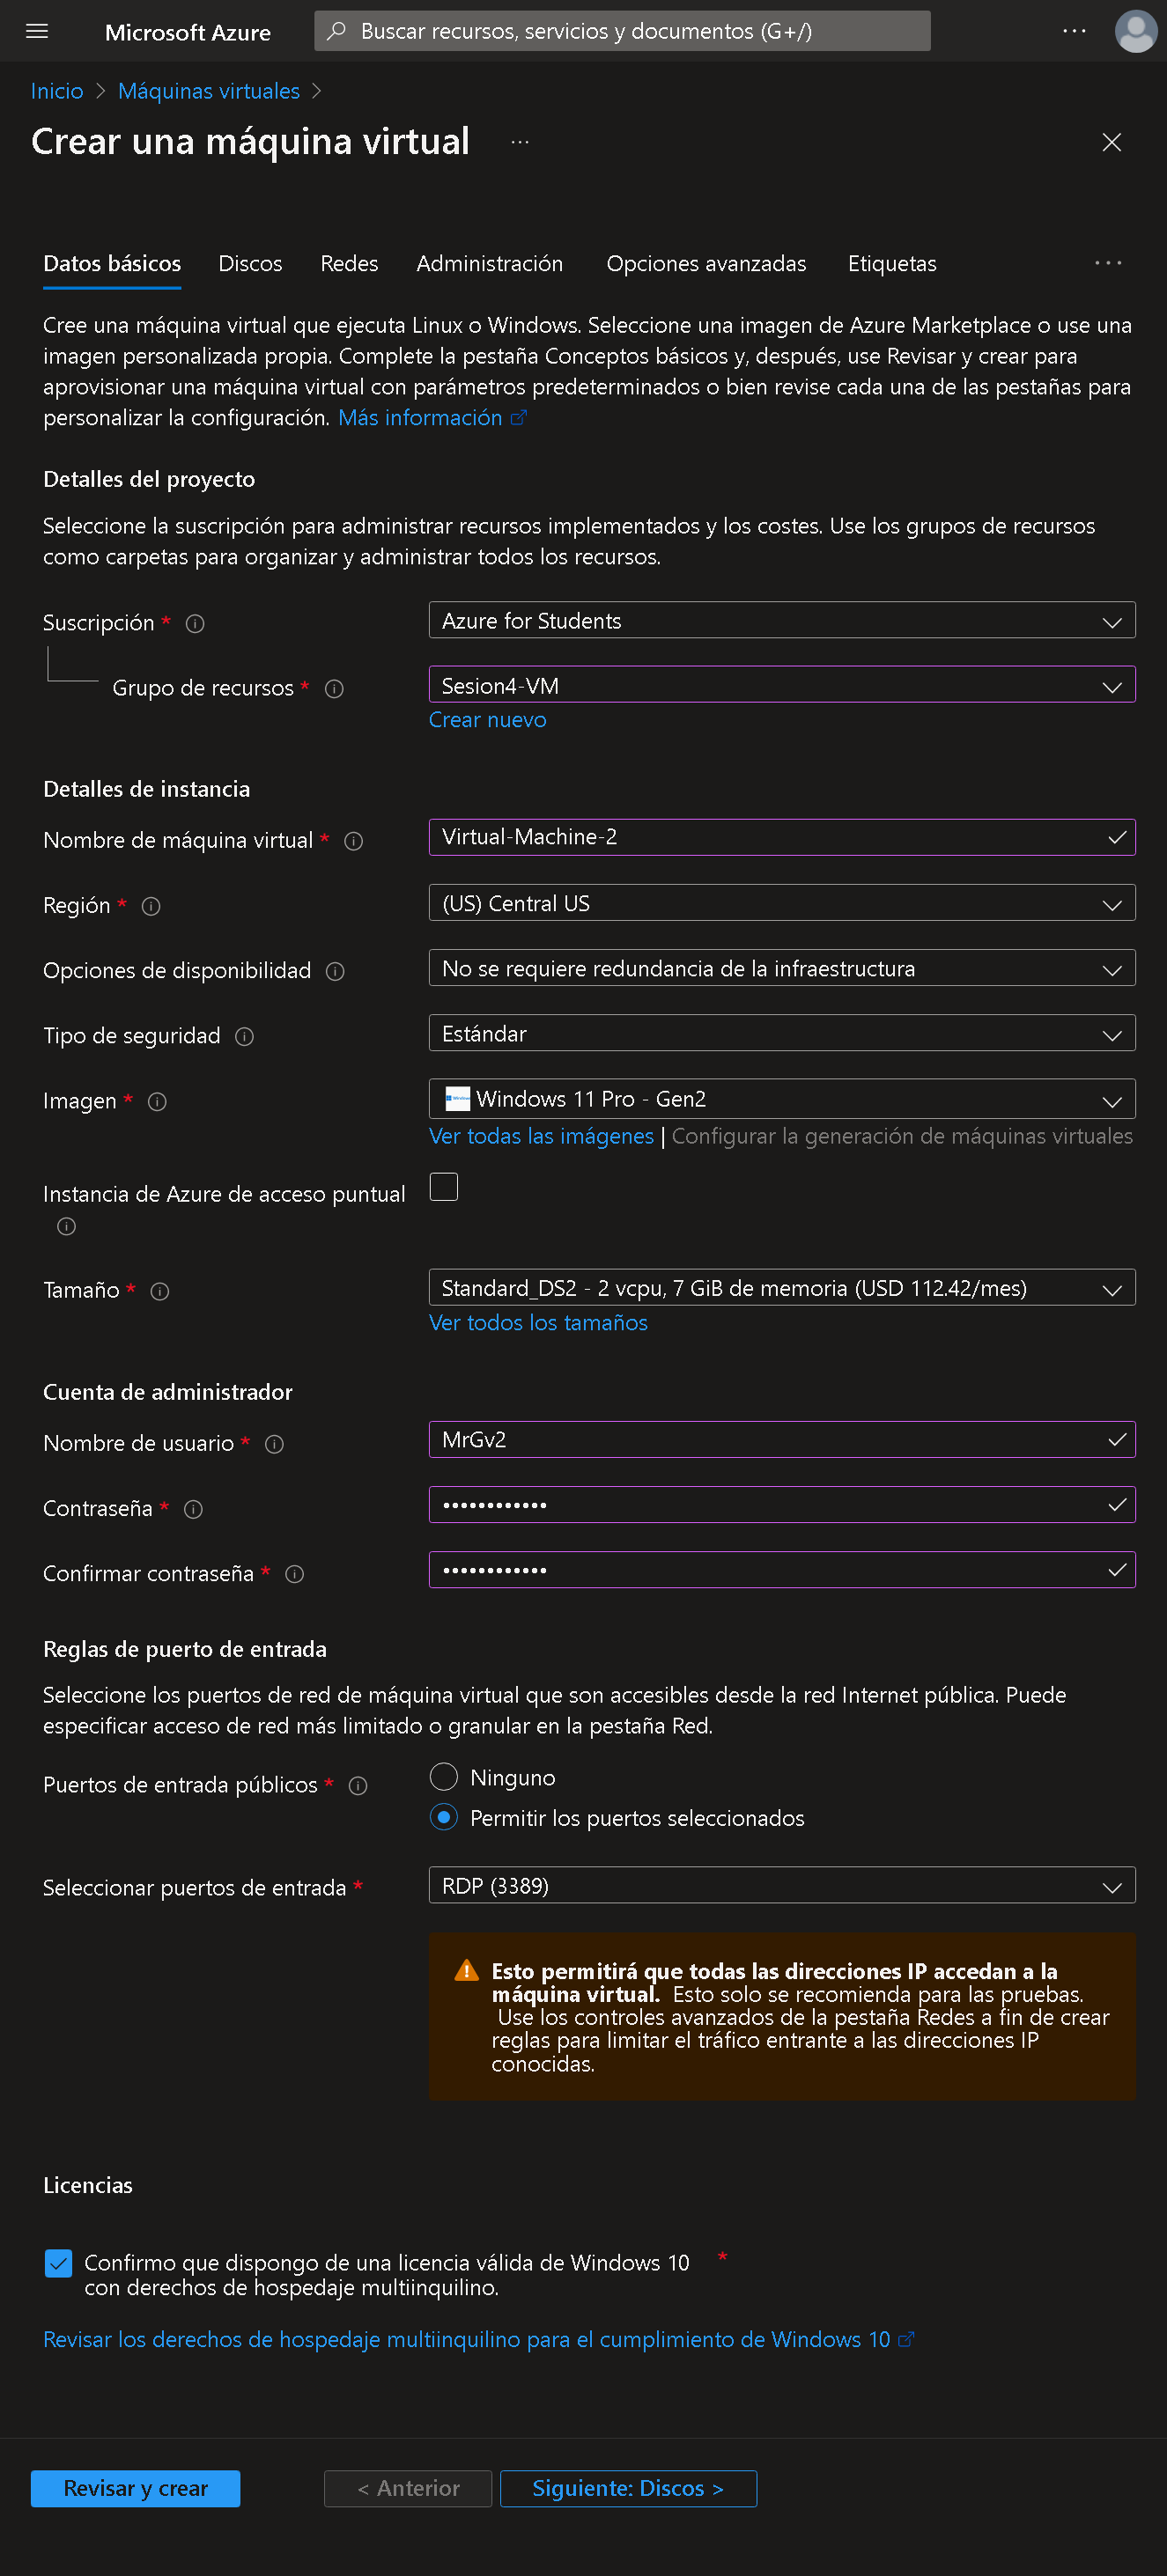 Microsoft Azure
Buscar recursos, servicios y documentos (G+/)
Inicio > Máquinas virtuales >
Crear una máquina virtual
Datos básicos Discos Redes Administración Opciones avanzadas Etiquetas
Cree una máquina virtual que ejecuta Linux o Windows. Seleccione una imagen de Azure Marketplace o use una
imagen personalizada propia. Complete la pestaña Conceptos básicos y, después, use Revisar y crear para
aprovisionar una máquina virtual con parámetros predeterminados o bien revise cada una de las pestañas para
personalizar la configuración. Más información
Detalles del proyecto
Seleccione la suscripción para administrar recursos implementados y los costes. Use los grupos de recursos
como carpetas para organizar y administrar todos los recursos.
Suscripción *
Azure for Students
Grupo de recursos *
Sesion4-VM
Crear nuevo
Detalles de instancia
Nombre de máquina virtual *
Virtual-Machine-2
Región *
(US) Central US
Opciones de disponibilidad
No se requiere redundancia de la infraestructura
Tipo de seguridad
Estándar
Imagen *
Windows 11 Pro - Gen2
Ver todas las imágenes | Configurar la generación de máquinas virtuales
Instancia de Azure de acceso puntual
Tamaño *
Standard_DS2 - 2 vcpu, 7 GiB de memoria (USD 112.42/mes)
Ver todos los tamaños
Cuenta de administrador
Nombre de usuario *
MrGv2
Contraseña *
••••••••••••
Confirmar contraseña *
••••••••••••
Reglas de puerto de entrada
Seleccione los puertos de red de máquina virtual que son accesibles desde la red Internet pública. Puede
especificar acceso de red más limitado o granular en la pestaña Red.
Puertos de entrada públicos *
Ninguno
Permitir los puertos seleccionados
Seleccionar puertos de entrada *
RDP (3389)
Esto permitirá que todas las direcciones IP accedan a la
máquina virtual. Esto solo se recomienda para las pruebas.
Use los controles avanzados de la pestaña Redes a fin de crear
reglas para limitar el tráfico entrante a las direcciones IP
conocidas.
Licencias
Confirmo que dispongo de una licencia válida de Windows 10 *
con derechos de hospedaje multiinquilino.
Revisar los derechos de hospedaje multiinquilino para el cumplimiento de Windows 10
Revisar y crear
< Anterior
Siguiente: Discos >